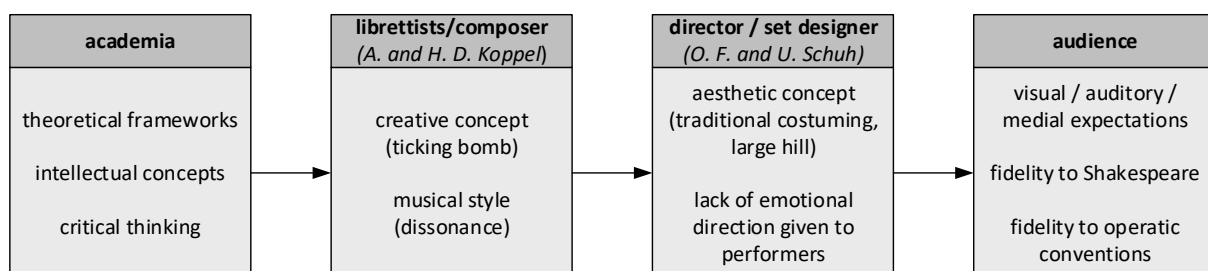 academia
theoretical frameworks
intellectual concepts
critical thinking
librettists/composer
(A. and H. D. Koppel)
creative concept
(ticking bomb)
musical style
(dissonance)
director / set designer
(O. F. and U. Schuh)
aesthetic concept
(traditional costuming,
large hill)
lack of emotional
direction given to
performers
audience
visual / auditory /
medial expectations
fidelity to Shakespeare
fidelity to operatic
conventions